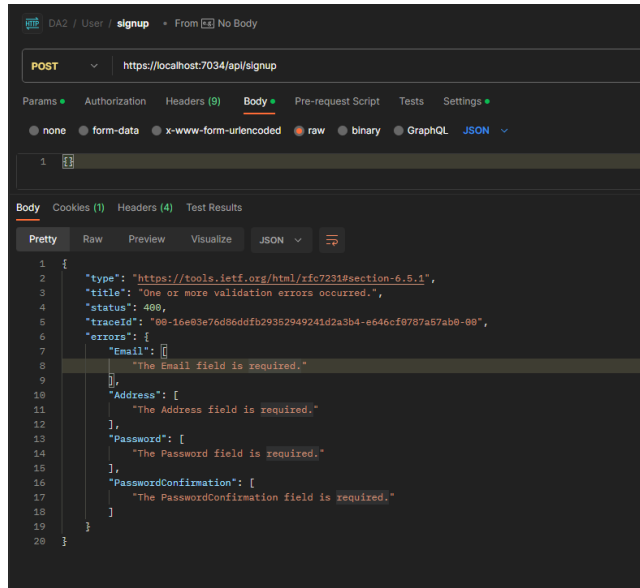 HTTP DA2 / User / signup • From e.g. No Body
POST https://localhost:7034/api/signup
Params Authorization Headers (9) Body Pre-request Script Tests Settings
none form-data x-www-form-urlencoded raw binary GraphQL JSON
1 {}
Body Cookies (1) Headers (4) Test Results
Pretty Raw Preview Visualize JSON
1 {
2 "type": "https://tools.ietf.org/html/rfc7231#section-6.5.1",
3 "title": "One or more validation errors occurred.",
4 "status": 400,
5 "traceId": "00-16e03e76d86ddfb29352949241d2a3b4-e646cf0787a57ab0-00",
6 "errors": {
7 "Email": [
8 "The Email field is required."
9 ],
10 "Address": [
11 "The Address field is required."
12 ],
13 "Password": [
14 "The Password field is required."
15 ],
16 "PasswordConfirmation": [
17 "The PasswordConfirmation field is required."
18 ]
19 }
20 }